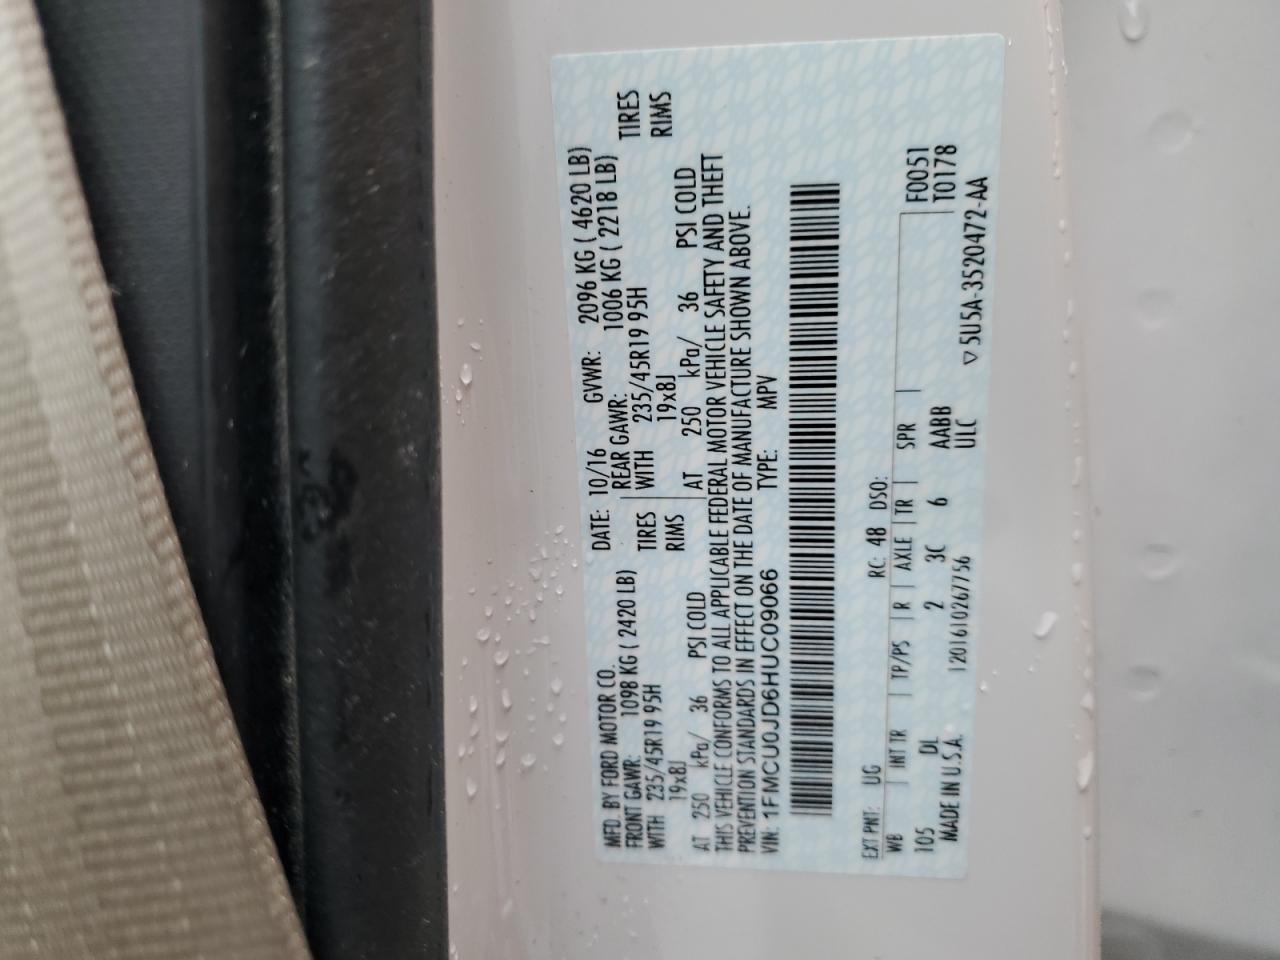 MFD. BY FORD MOTOR CO. DATE: 10/16 GVWR: 2096 KG ( 4620 LB)
FRONT GAWR: 1098 KG ( 2420 LB) REAR GAWR: 1006 KG ( 2218 LB)
WITH 235/45R19 95H TIRES WITH 235/45R19 95H TIRES
19x8J RIMS 19x8J RIMS
AT 250 kPa/ 36 PSI COLD AT 250 kPa/ 36 PSI COLD
THIS VEHICLE CONFORMS TO ALL APPLICABLE FEDERAL MOTOR VEHICLE SAFETY AND THEFT
PREVENTION STANDARDS IN EFFECT ON THE DATE OF MANUFACTURE SHOWN ABOVE.
VIN: 1FMCU0JD6HUC09066 TYPE: MPV
EXT PNT: UG RC: 48 DSO:
WB INT TR TP/PS R AXLE TR SPR F0051
105 DL 2 3C 6 AABB T0178
MADE IN U.S.A. 1201610267756 ULC
▽ 5U5A-3520472-AA